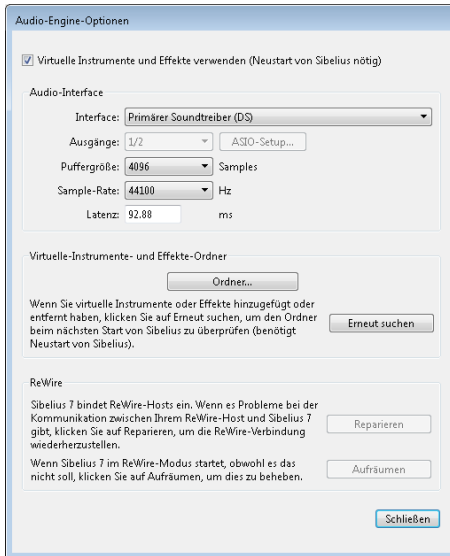 Audio-Engine-Optionen
Virtuelle Instrumente und Effekte verwenden (Neustart von Sibelius nötig)
Audio-Interface
Interface: Primärer Soundtreiber (DS)
Ausgänge: 1/2 ASIO-Setup...
Puffergröße: 4096 Samples
Sample-Rate: 44100 Hz
Latenz: 92.88 ms
Virtuelle-Instrumente- und Effekte-Ordner
Ordner...
Wenn Sie virtuelle Instrumente oder Effekte hinzugefügt oder
entfernt haben, klicken Sie auf Erneut suchen, um den Ordner
beim nächsten Start von Sibelius zu überprüfen (benötigt
Neustart von Sibelius).
Erneut suchen
ReWire
Sibelius 7 bindet ReWire-Hosts ein. Wenn es Probleme bei der
Kommunikation zwischen Ihrem ReWire-Host und Sibelius 7
gibt, klicken Sie auf Reparieren, um die ReWire-Verbindung
wiederherzustellen.
Reparieren
Wenn Sibelius 7 im ReWire-Modus startet, obwohl es das
nicht soll, klicken Sie auf Aufräumen, um dies zu beheben.
Aufräumen
Schließen